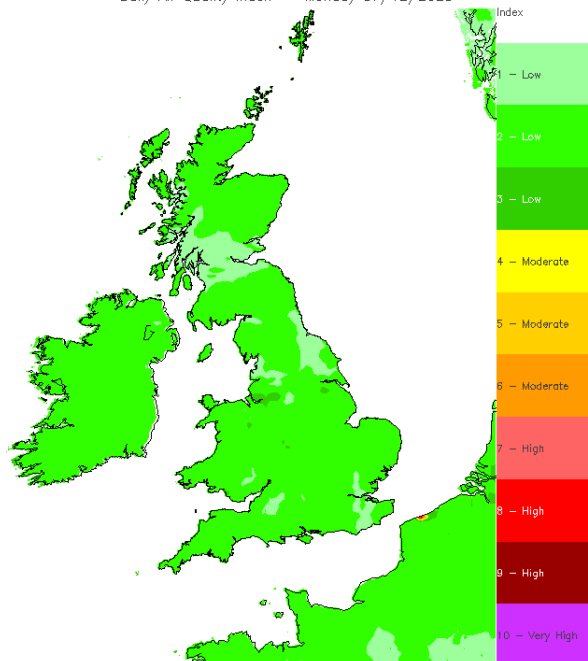 Index
1 – Low
2 – Low
3 – Low
4 – Moderate
5 – Moderate
6 – Moderate
7 – High
8 – High
9 – High
10 – Very High